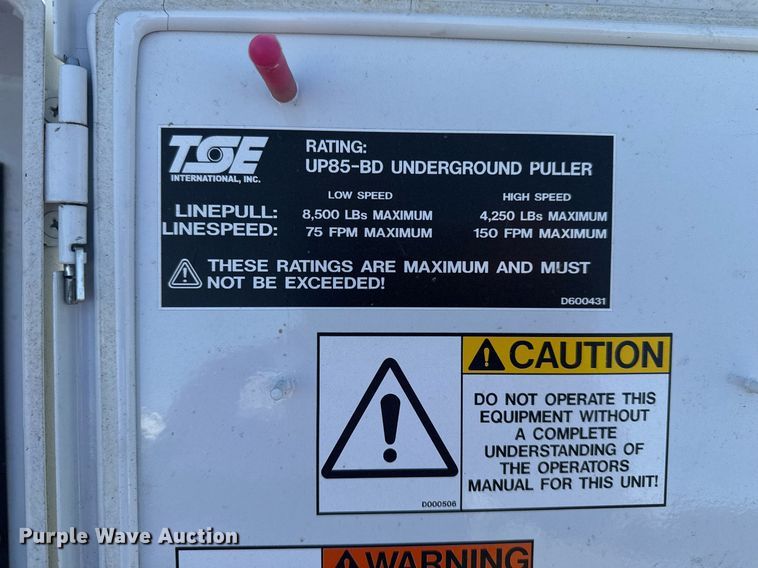 TSE
INTERNATIONAL, INC.
RATING:
UP85-BD UNDERGROUND PULLER
LOW SPEED HIGH SPEED
LINEPULL: 8,500 LBs MAXIMUM 4,250 LBs MAXIMUM
LINESPEED: 75 FPM MAXIMUM 150 FPM MAXIMUM
THESE RATINGS ARE MAXIMUM AND MUST
NOT BE EXCEEDED!
D600431
CAUTION
DO NOT OPERATE THIS
EQUIPMENT WITHOUT
A COMPLETE
UNDERSTANDING OF
THE OPERATORS
MANUAL FOR THIS UNIT!
D000506
Purple Wave Auction
WARNING